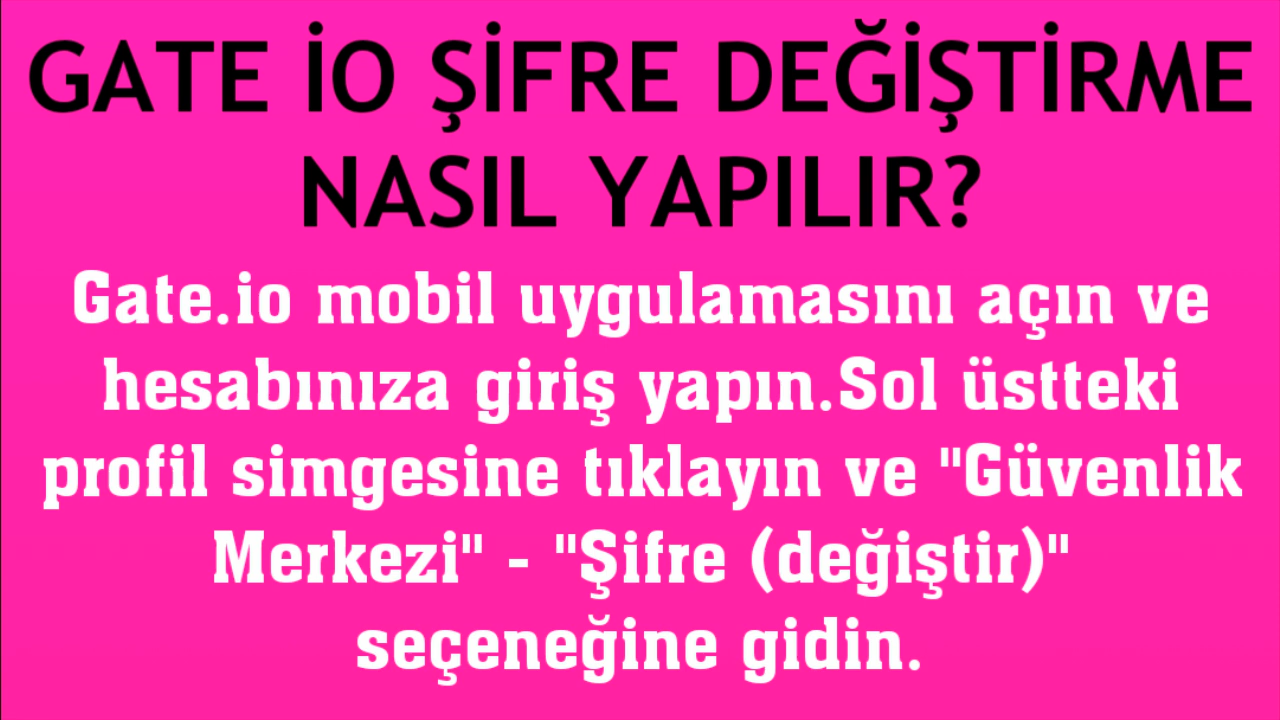 GATE İO ŞİFRE DEĞİŞTİRME
NASIL YAPILIR?
Gate.io mobil uygulamasını açın ve
hesabınıza giriş yapın.Sol üstteki
profil simgesine tıklayın ve "Güvenlik
Merkezi" - "Şifre (değiştir)"
seçeneğine gidin.